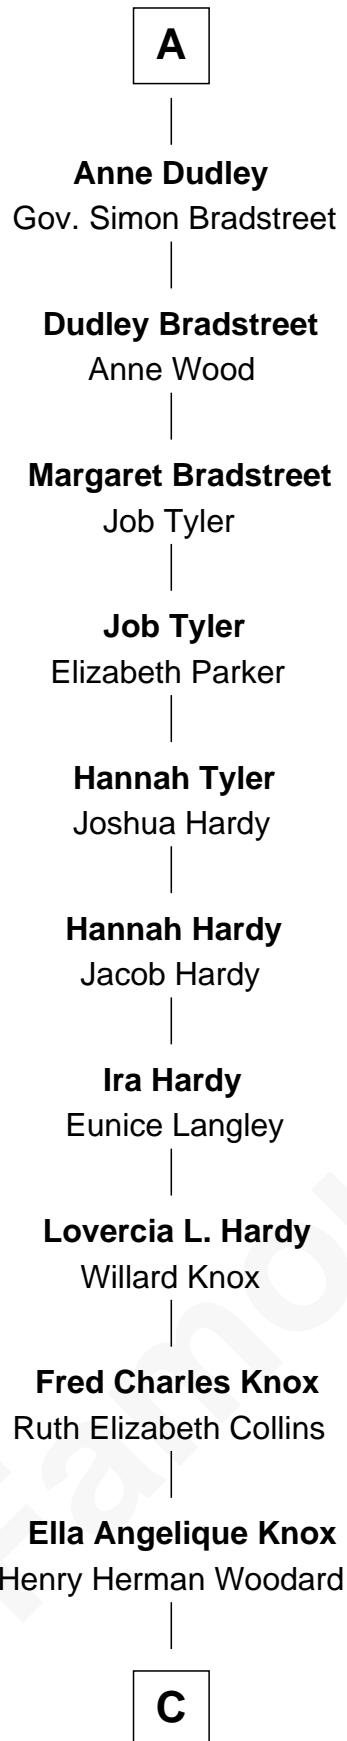 A
Anne Dudley
Gov. Simon Bradstreet
Dudley Bradstreet
Anne Wood
Margaret Bradstreet
Job Tyler
Job Tyler
Elizabeth Parker
Hannah Tyler
Joshua Hardy
Hannah Hardy
Jacob Hardy
Ira Hardy
Eunice Langley
Lovercia L. Hardy
Willard Knox
Fred Charles Knox
Ruth Elizabeth Collins
Ella Angelique Knox
Henry Herman Woodard
C